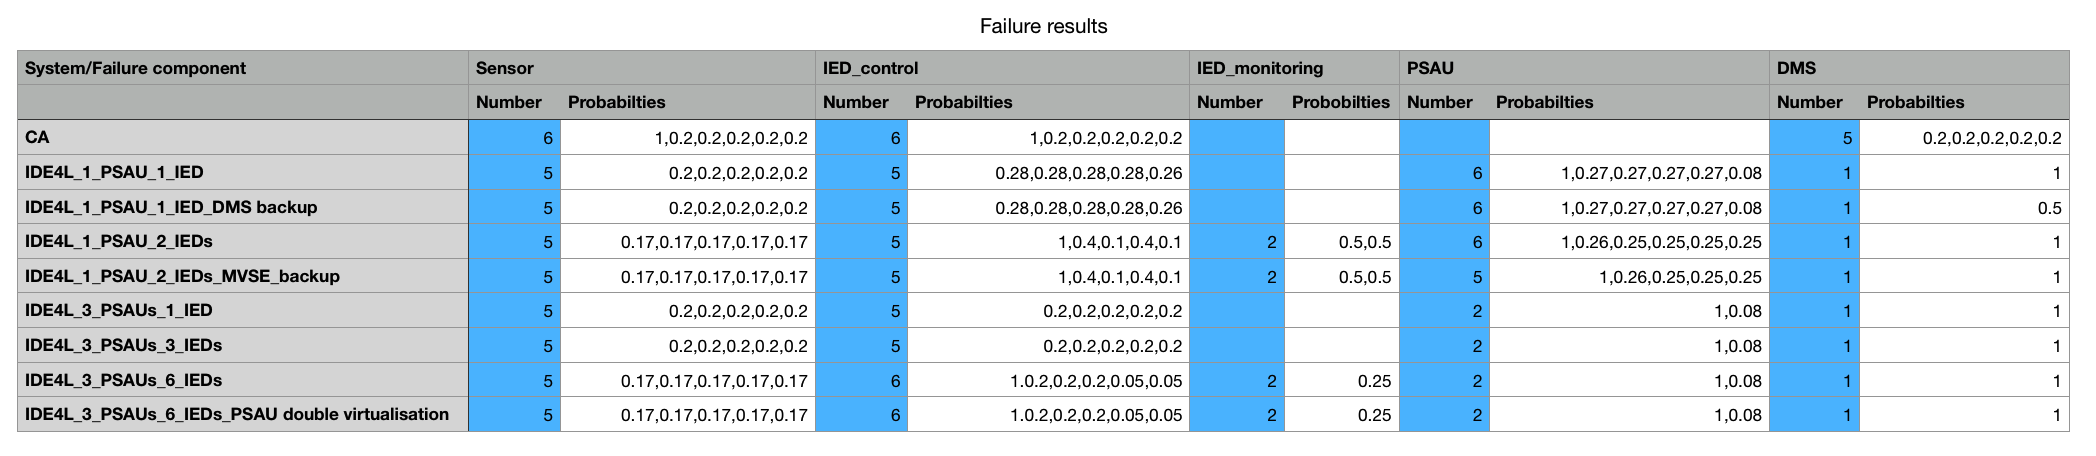 Failure results
System/Failure component Sensor IED_control IED_monitoring PSAU DMS
Number Probabilties Number Probabilties Number Probobilties Number Probabilties Number Probabilties
CA 6 1,0.2,0.2,0.2,0.2,0.2 6 1,0.2,0.2,0.2,0.2,0.2 5 0.2,0.2,0.2,0.2,0.2
IDE4L_1_PSAU_1_IED 5 0.2,0.2,0.2,0.2,0.2 5 0.28,0.28,0.28,0.28,0.26 6 1,0.27,0.27,0.27,0.27,0.08 1 1
IDE4L_1_PSAU_1_IED_DMS backup 5 0.2,0.2,0.2,0.2,0.2 5 0.28,0.28,0.28,0.28,0.26 6 1,0.27,0.27,0.27,0.27,0.08 1 0.5
IDE4L_1_PSAU_2_IEDs 5 0.17,0.17,0.17,0.17,0.17 5 1,0.4,0.1,0.4,0.1 2 0.5,0.5 6 1,0.26,0.25,0.25,0.25,0.25 1 1
IDE4L_1_PSAU_2_IEDs_MVSE_backup 5 0.17,0.17,0.17,0.17,0.17 5 1,0.4,0.1,0.4,0.1 2 0.5,0.5 5 1,0.26,0.25,0.25,0.25 1 1
IDE4L_3_PSAUs_1_IED 5 0.2,0.2,0.2,0.2,0.2 5 0.2,0.2,0.2,0.2,0.2 2 1,0.08 1 1
IDE4L_3_PSAUs_3_IEDs 5 0.2,0.2,0.2,0.2,0.2 5 0.2,0.2,0.2,0.2,0.2 2 1,0.08 1 1
IDE4L_3_PSAUs_6_IEDs 5 0.17,0.17,0.17,0.17,0.17 6 1.0.2,0.2,0.2,0.05,0.05 2 0.25 2 1,0.08 1 1
IDE4L_3_PSAUs_6_IEDs_PSAU double virtualisation 5 0.17,0.17,0.17,0.17,0.17 6 1.0.2,0.2,0.2,0.05,0.05 2 0.25 2 1,0.08 1 1